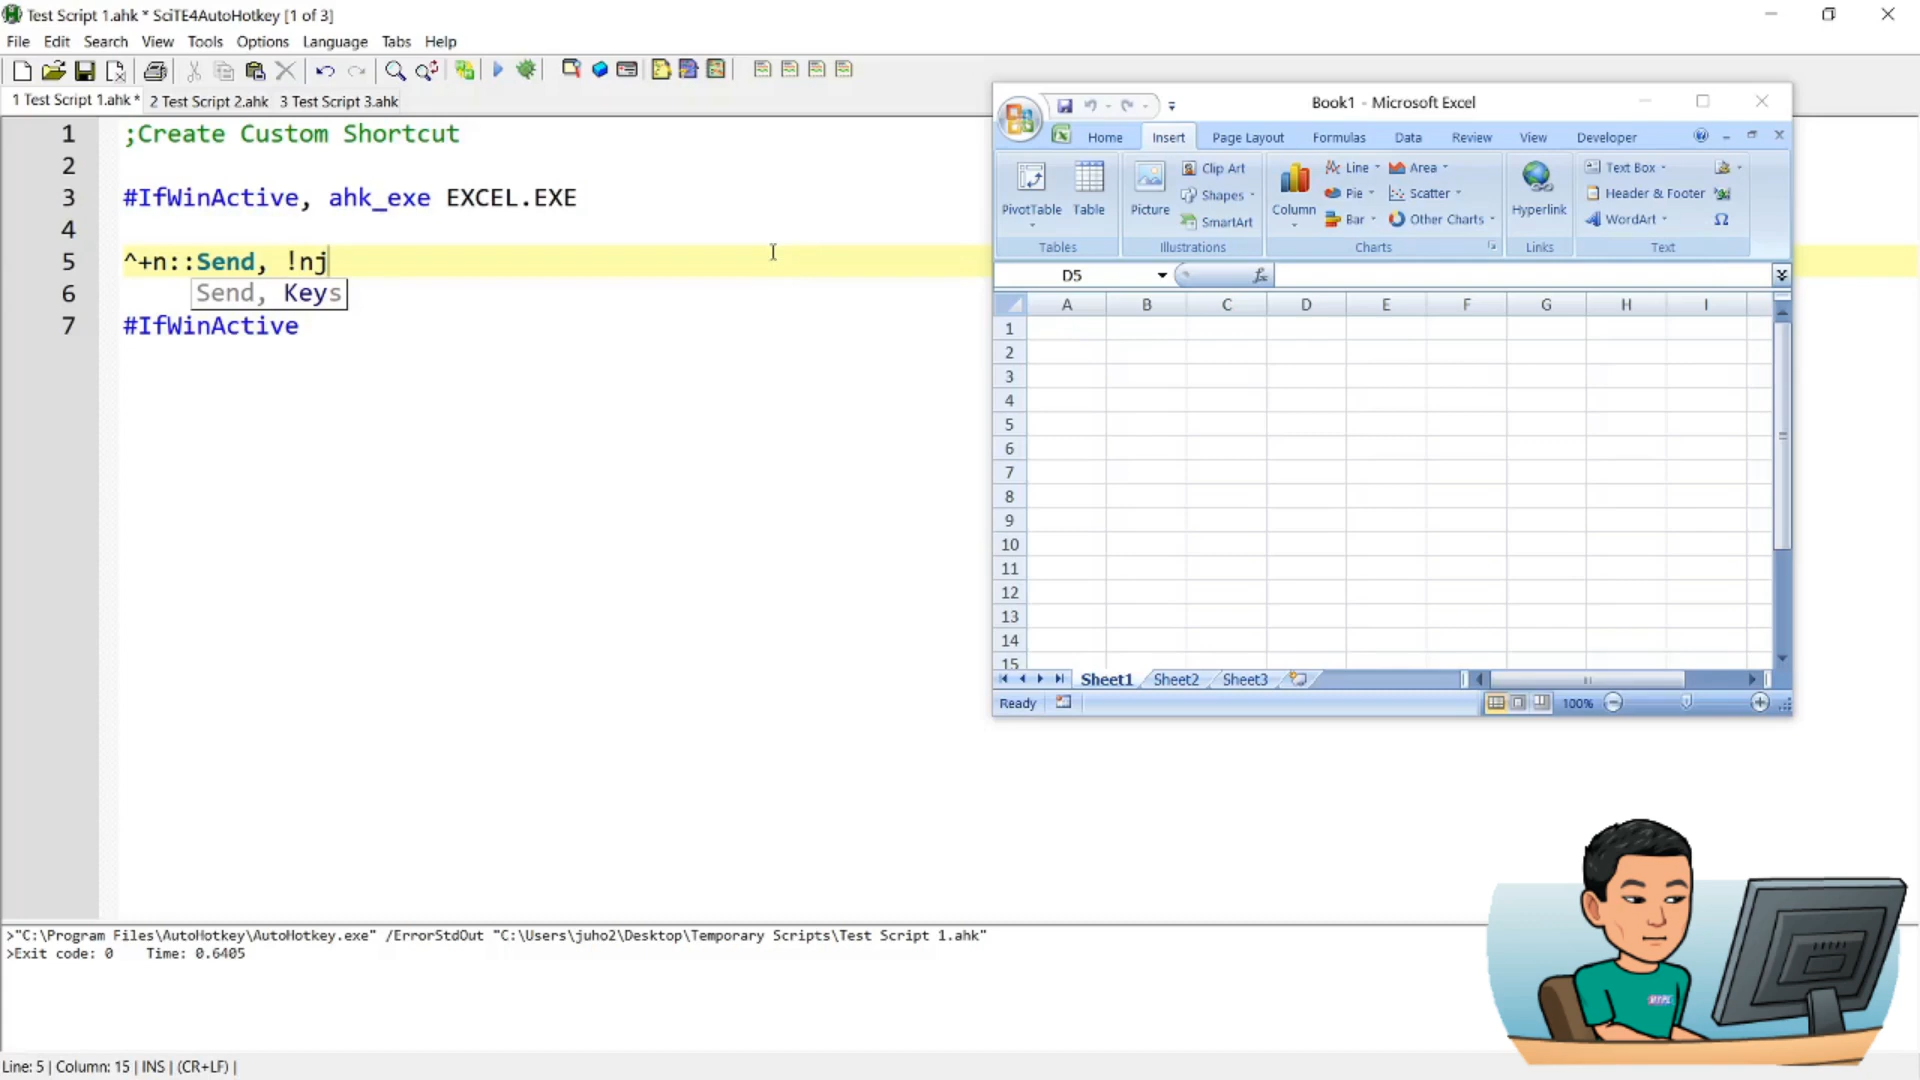 Test Script 1.ahk * SciTE4AutoHotkey [1 of 3]
File Edit Search View Tools Options Language Tabs Help
1 Test Script 1.ahk * 2 Test Script 2.ahk 3 Test Script 3.ahk
1 ;Create Custom Shortcut
2
3 #IfWinActive, ahk_exe EXCEL.EXE
4
5 ^+n::Send, !nj
6 Send, Keys
7 #IfWinActive
Book1 - Microsoft Excel
Home Insert Page Layout Formulas Data Review View Developer
PivotTable Table Picture Clip Art Shapes SmartArt Column Line Pie Bar Area Scatter Other Charts Hyperlink Text Box Header & Footer WordArt Ω
Tables Illustrations Charts Links Text
D5 fx
A B C D E F G H I
1
2
3
4
5
6
7
8
9
10
11
12
13
14
15
Sheet1 Sheet2 Sheet3
Ready 100%
>"C:\Program Files\AutoHotkey\AutoHotkey.exe" /ErrorStdOut "C:\Users\juho2\Desktop\Temporary Scripts\Test Script 1.ahk"
>Exit code: 0 Time: 0.6405
Line: 5 | Column: 15 | INS | (CR+LF) |